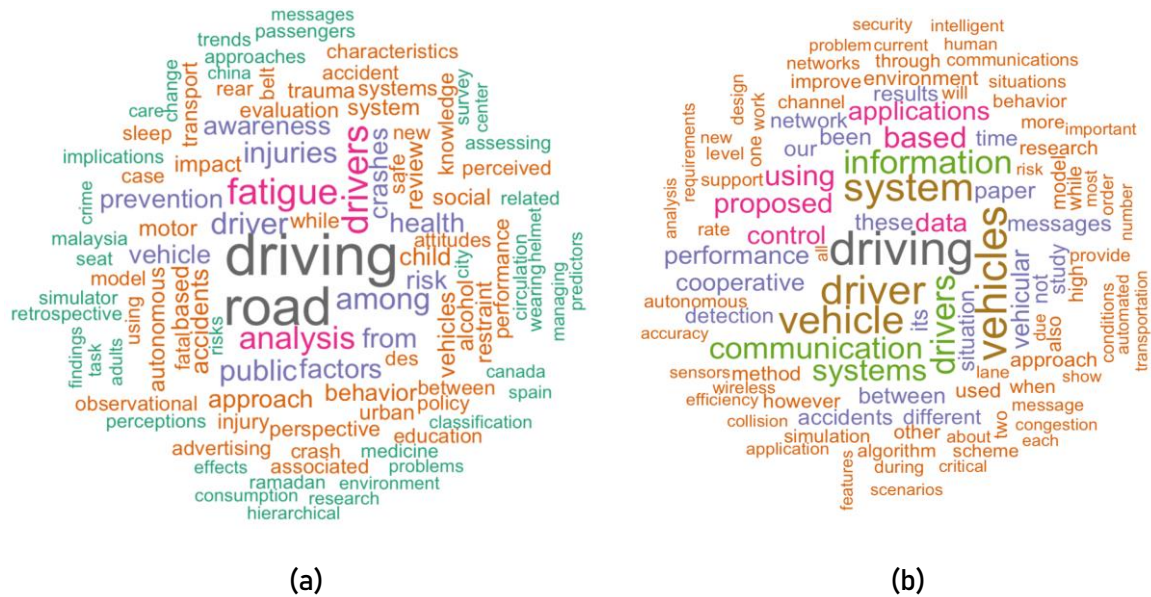 messages
passengers
trends
approaches
characteristics
china
belt
accident
change
transport
rear
trauma systems
care
evaluation system
knowledge
survey
center
sleep
awareness
drivers
crashes
new
safe
review
assessing
implications
case
impact
injuries
perceived
crime
prevention
fatigue
social
related
motor
driver
while
health
malaysia
seat
vehicle
driving
attitudes
child
city
model
risk
performance
circulation
wearing
helmet
managing
predictors
simulator
retrospective
using
autonomous
fatal
based
accidents
risks
road
among
vehicles
alcohol
restraint
findings
task
adults
analysis
from
des
public
factors
canada
spain
observational
approach
behavior
between
perceptions
injury
perspective
urban
policy
classification
advertising
crash
education
medicine
effects
associated
problems
ramadan
environment
consumption
research
hierarchical
(a)
security
intelligent
problem
current
human
networks
through
communications
improve
environment
situations
design
results
will
channel
applications
behavior
requirements
new
one
work
network
been
based
time
more
important
level
our
information
research
analysis
support
using
system
paper
risk
model
while
most
order
number
proposed
these
data
messages
rate
control
all
driving
vehicles
performance
provide
cooperative
driver
drivers
its
situation
vehicular
due
not
study
also
high
conditions
automated
transportation
autonomous
detection
vehicle
accuracy
communication
approach
sensors
method
systems
lane
show
wireless
between
used
when
efficiency
however
message
collision
accidents
different
two
congestion
simulation
other
about
each
application
algorithm
scheme
features
during
critical
scenarios
(b)